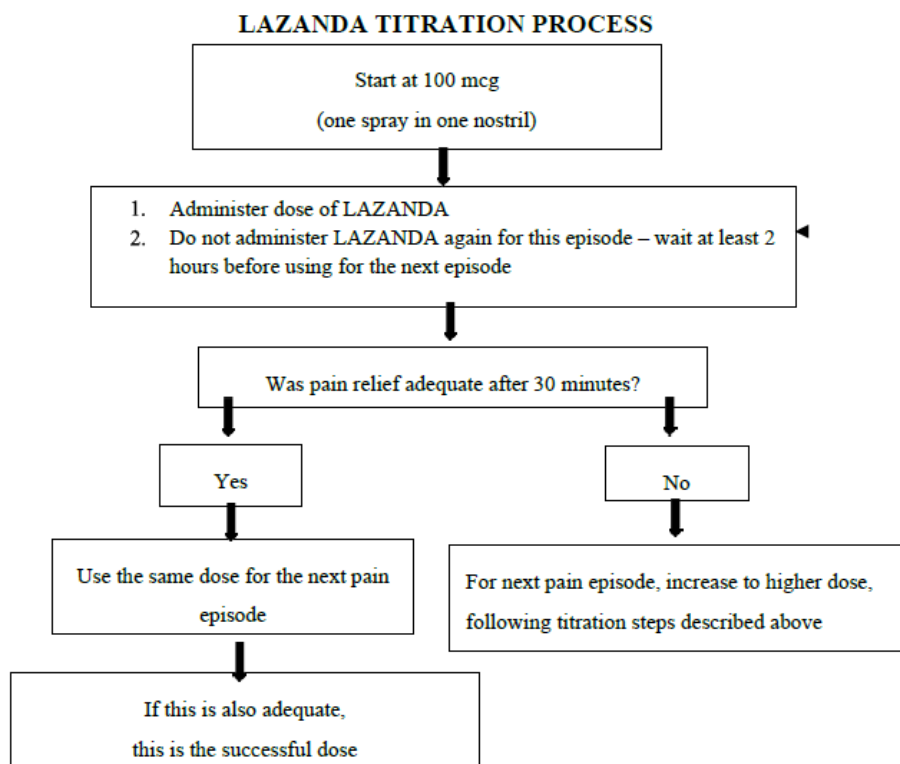 LAZANDA TITRATION PROCESS
Start at 100 mcg
(one spray in one nostril)
1. Administer dose of LAZANDA
2. Do not administer LAZANDA again for this episode – wait at least 2
hours before using for the next episode
Was pain relief adequate after 30 minutes?
Yes
No
Use the same dose for the next pain
episode
For next pain episode, increase to higher dose,
following titration steps described above
If this is also adequate,
this is the successful dose